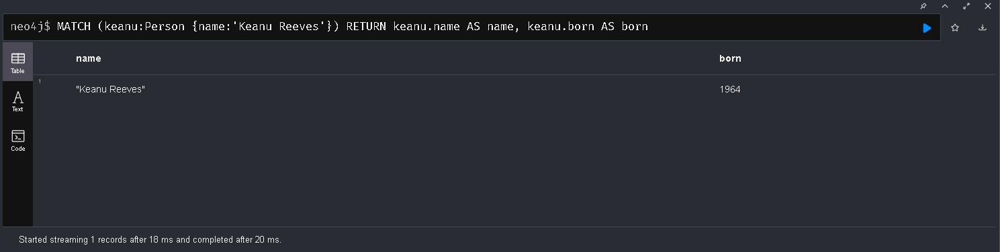 neo4j$ MATCH (keanu:Person {name:'Keanu Reeves'}) RETURN keanu.name AS name, keanu.born AS born
Table
name born
1
"Keanu Reeves" 1964
Text
Code
Started streaming 1 records after 18 ms and completed after 20 ms.